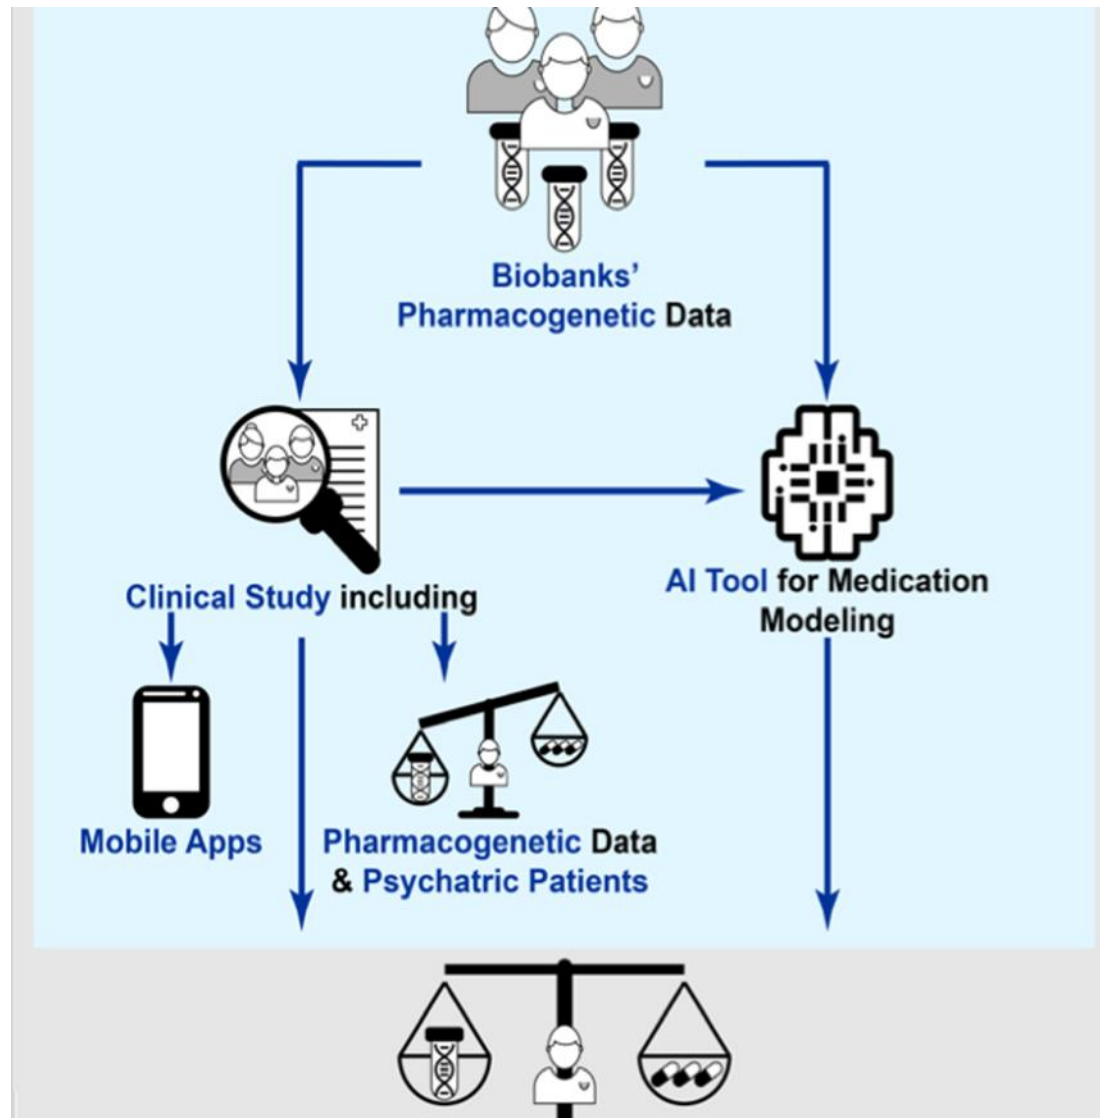 Biobanks'
Pharmacogenetic Data
Clinical Study including
AI Tool for Medication
Modeling
Mobile Apps
Pharmacogenetic Data
& Psychatric Patients